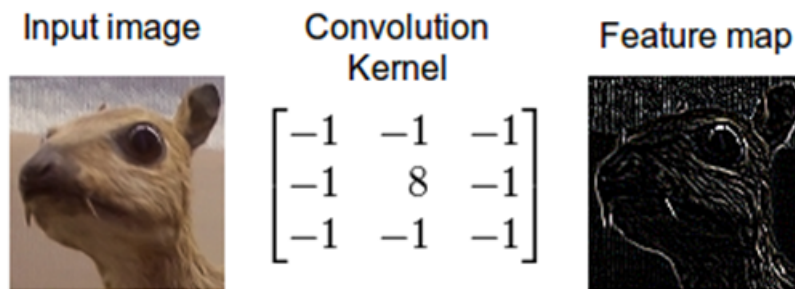 Input image
Convolution
Kernel
Feature map
−1 −1 −1
−1 8 −1
−1 −1 −1